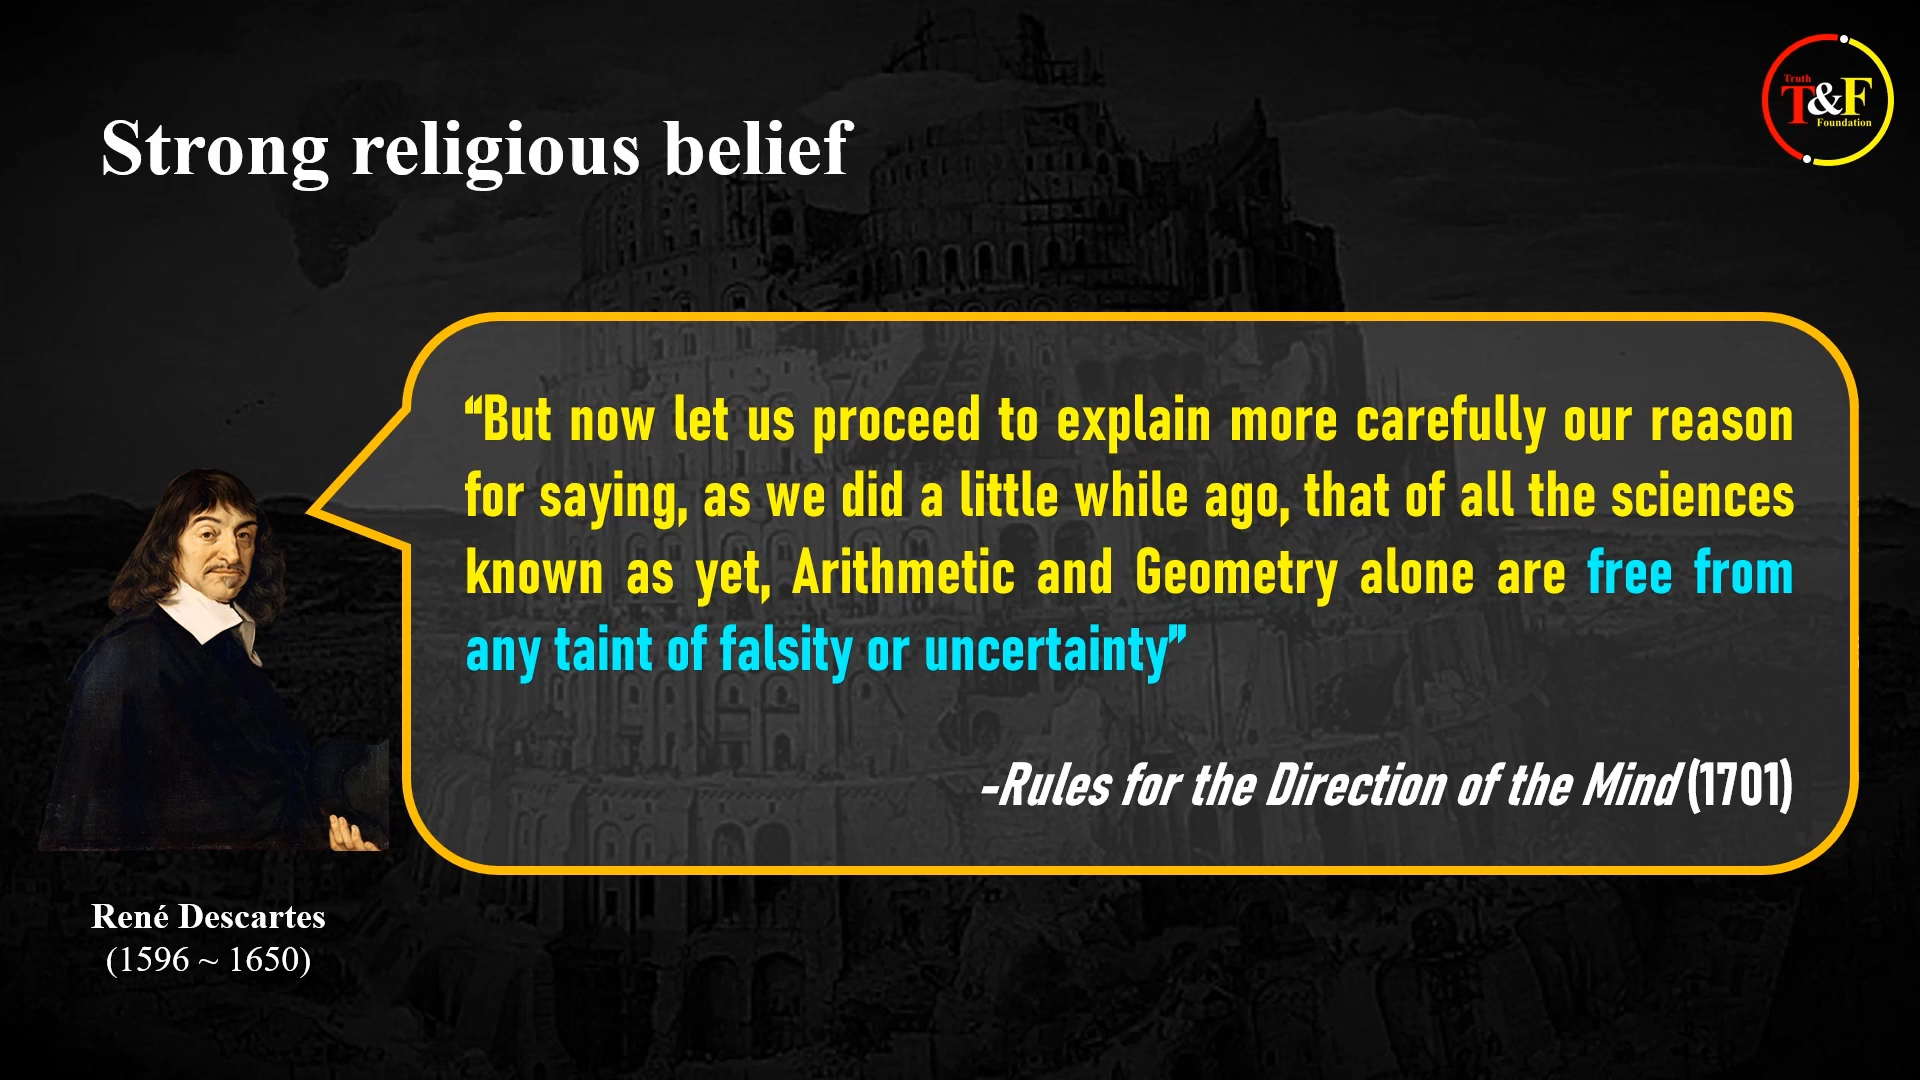 Truth
T&F
Foundation
Strong religious belief
“But now let us proceed to explain more carefully our reason
for saying, as we did a little while ago, that of all the sciences
known as yet, Arithmetic and Geometry alone are free from
any taint of falsity or uncertainty”
-Rules for the Direction of the Mind (1701)
René Descartes
(1596 ~ 1650)